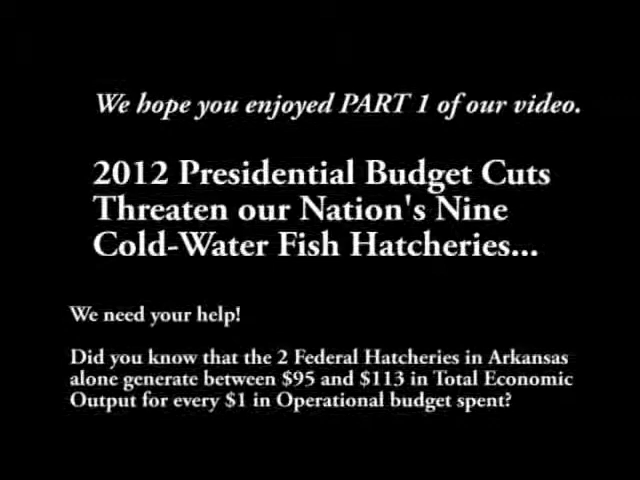 We hope you enjoyed PART 1 of our video.
2012 Presidential Budget Cuts
Threaten our Nation's Nine
Cold-Water Fish Hatcheries...
We need your help!
Did you know that the 2 Federal Hatcheries in Arkansas
alone generate between $95 and $113 in Total Economic
Output for every $1 in Operational budget spent?